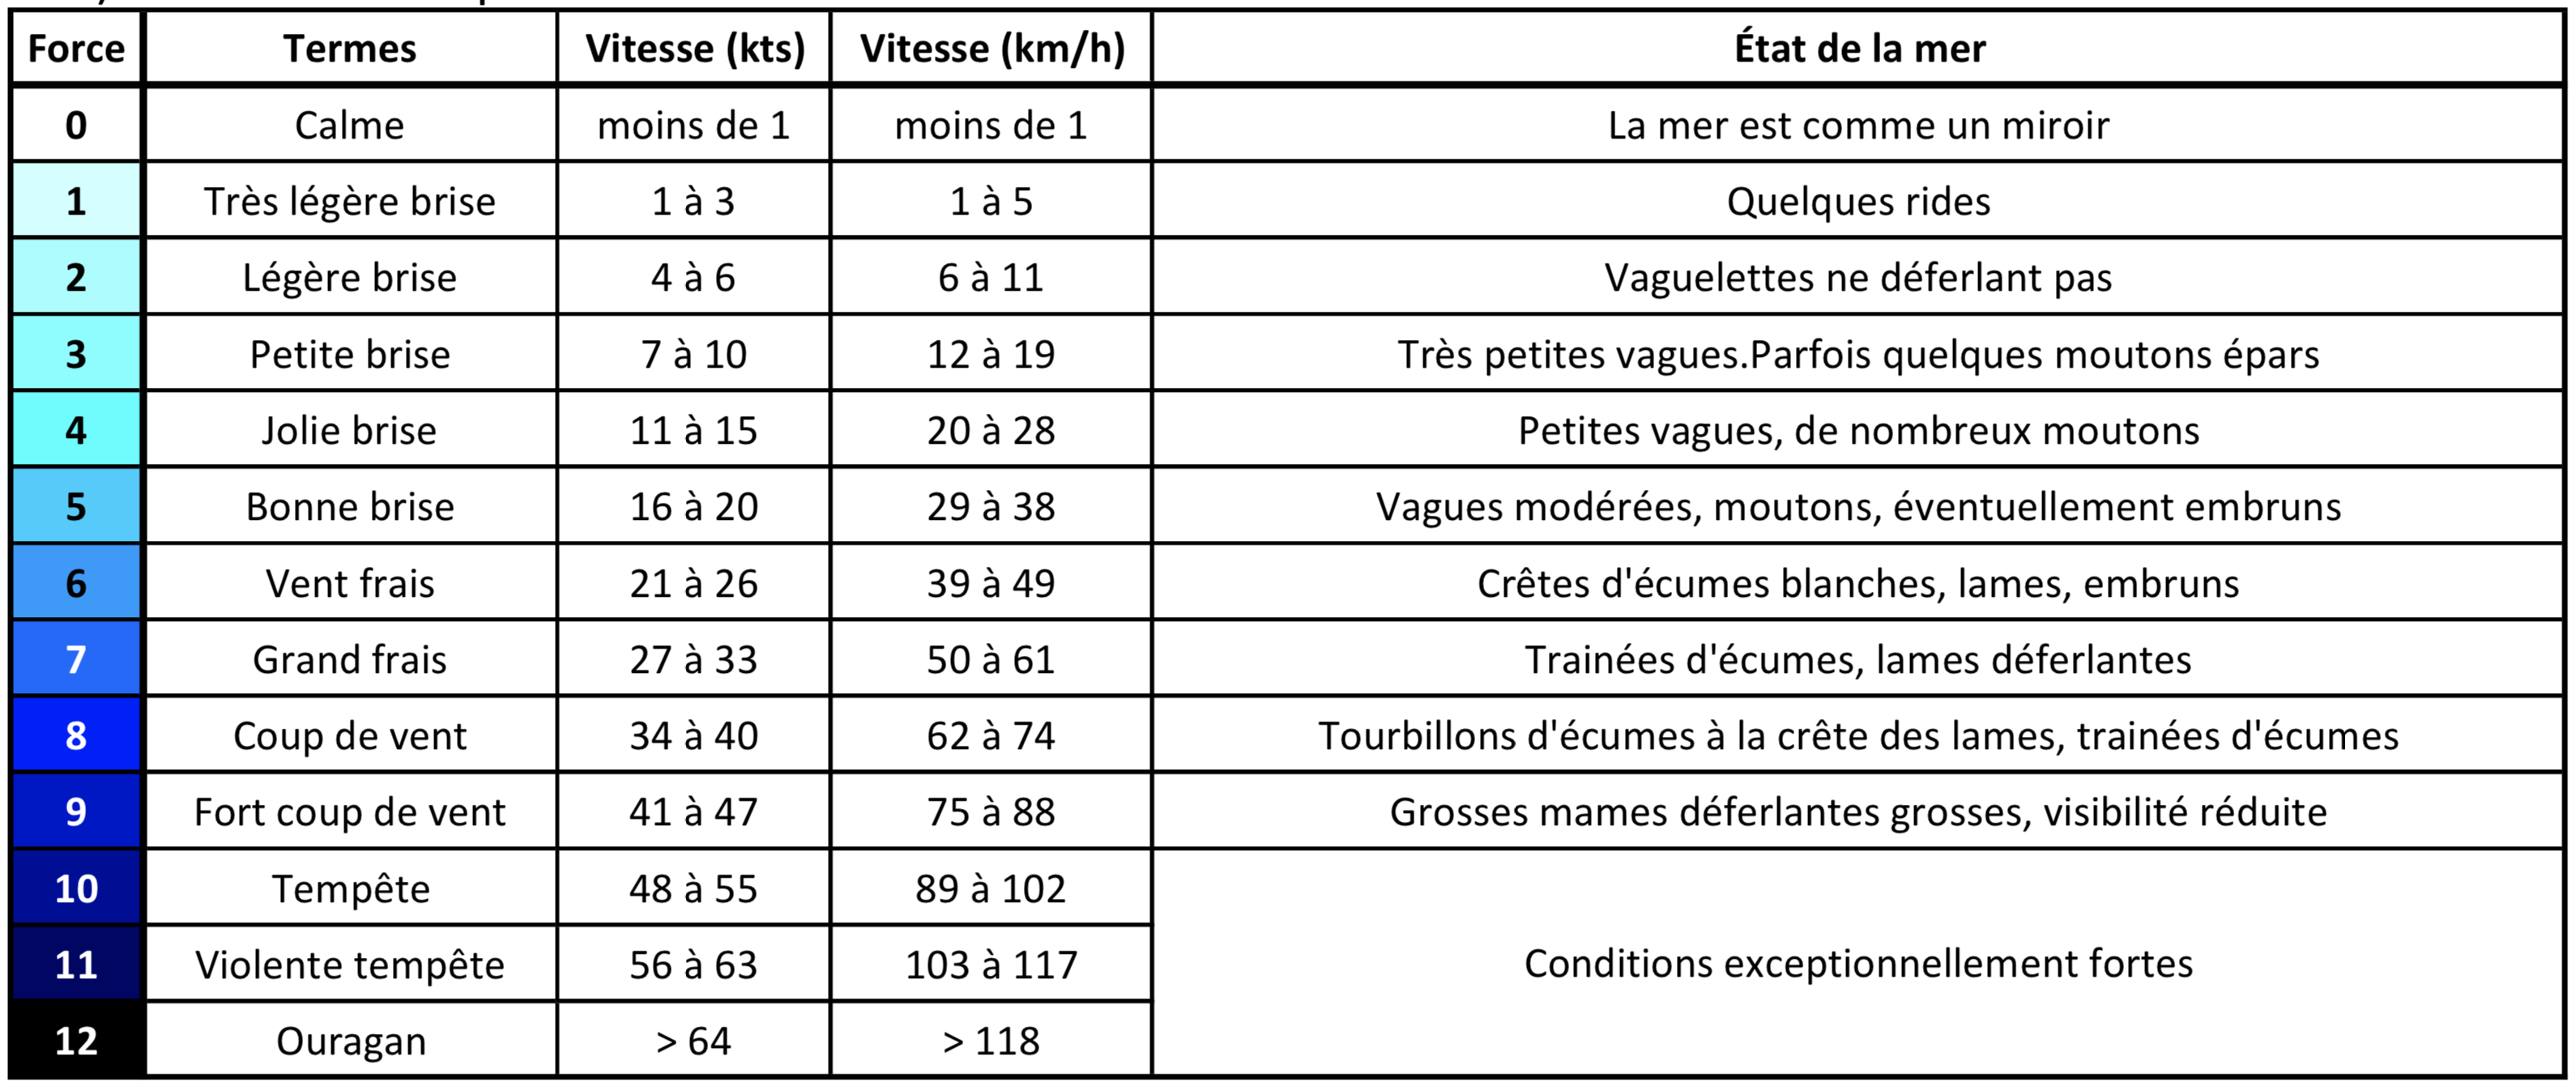 Force Termes Vitesse (kts) Vitesse (km/h) État de la mer
0 Calme moins de 1 moins de 1 La mer est comme un miroir
1 Très légère brise 1 à 3 1 à 5 Quelques rides
2 Légère brise 4 à 6 6 à 11 Vaguelettes ne déferlant pas
3 Petite brise 7 à 10 12 à 19 Très petites vagues.Parfois quelques moutons épars
4 Jolie brise 11 à 15 20 à 28 Petites vagues, de nombreux moutons
5 Bonne brise 16 à 20 29 à 38 Vagues modérées, moutons, éventuellement embruns
6 Vent frais 21 à 26 39 à 49 Crêtes d'écumes blanches, lames, embruns
7 Grand frais 27 à 33 50 à 61 Trainées d'écumes, lames déferlantes
8 Coup de vent 34 à 40 62 à 74 Tourbillons d'écumes à la crête des lames, trainées d'écumes
9 Fort coup de vent 41 à 47 75 à 88 Grosses mames déferlantes grosses, visibilité réduite
10 Tempête 48 à 55 89 à 102
11 Violente tempête 56 à 63 103 à 117 Conditions exceptionnellement fortes
12 Ouragan > 64 > 118